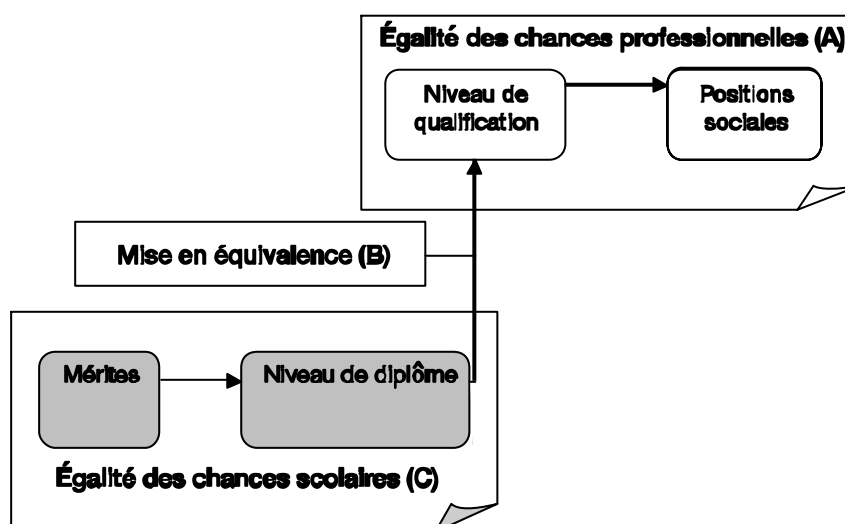 Égalité des chances professionnelles (A)
Niveau de
qualification
Positions
sociales
Mise en équivalence (B)
Mérites
Niveau de diplôme
Égalité des chances scolaires (C)